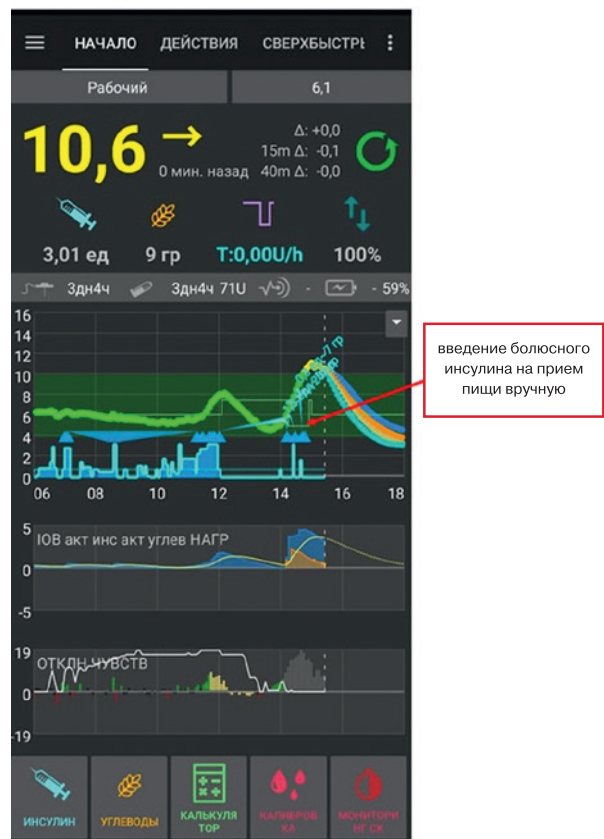 НАЧАЛО ДЕЙСТВИЯ СВЕРХБЫСТРЬ
Рабочий 6,1
10,6
0 мин. назад
Δ: +0,0
15m Δ: -0,1
40m Δ: -0,0
3,01 ед 9 гр T:0,00U/h 100%
3дн4ч 3дн4ч 71U - - 59%
16
14
12
10
8
6
4
2
0
06 08 10 12 14 16 18
введение болюсного
инсулина на прием
пищи вручную
5
IOB акт инс акт углев НАГР
0
-5
19
ОТКЛН ЧУВСТВ
0
-19
ИНСУЛИН
УГЛЕВОДЫ
КАЛЬКУЛЯ
ТОР
КАЛИБРОВ
КА
МОНИТОРИ
НГ СК